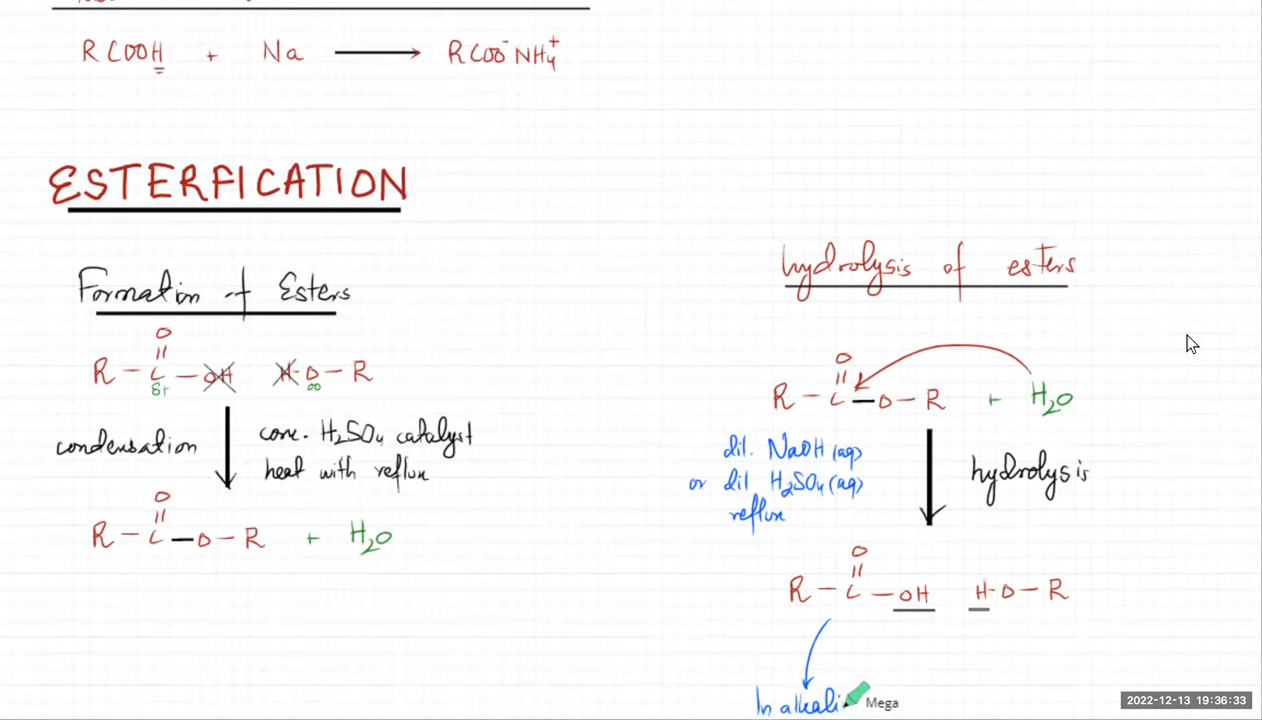 RCOOH + Na → RCOO⁻NH₄⁺
ESTERFICATION
Formation of Esters
O
||
R - C - OH H - O - R
δ+
condensation
conc. H₂SO₄ catalyst
heat with reflux
O
||
R - C - O - R + H₂O
hydrolysis of esters
O
||
R - C - O - R + H₂O
dil. NaOH (aq)
or dil H₂SO₄ (aq)
reflux
hydrolysis
O
||
R - C - OH H - O - R
In alkali
Mega
2022-12-13 19:36:33